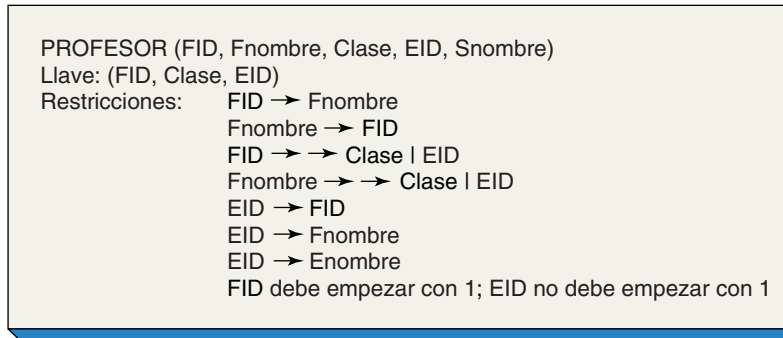 PROFESOR (FID, Fnombre, Clase, EID, Snombre)
Llave: (FID, Clase, EID)
Restricciones: FID → Fnombre
Fnombre → FID
FID → → Clase | EID
Fnombre → → Clase | EID
EID → FID
EID → Fnombre
EID → Enombre
FID debe empezar con 1; EID no debe empezar con 1